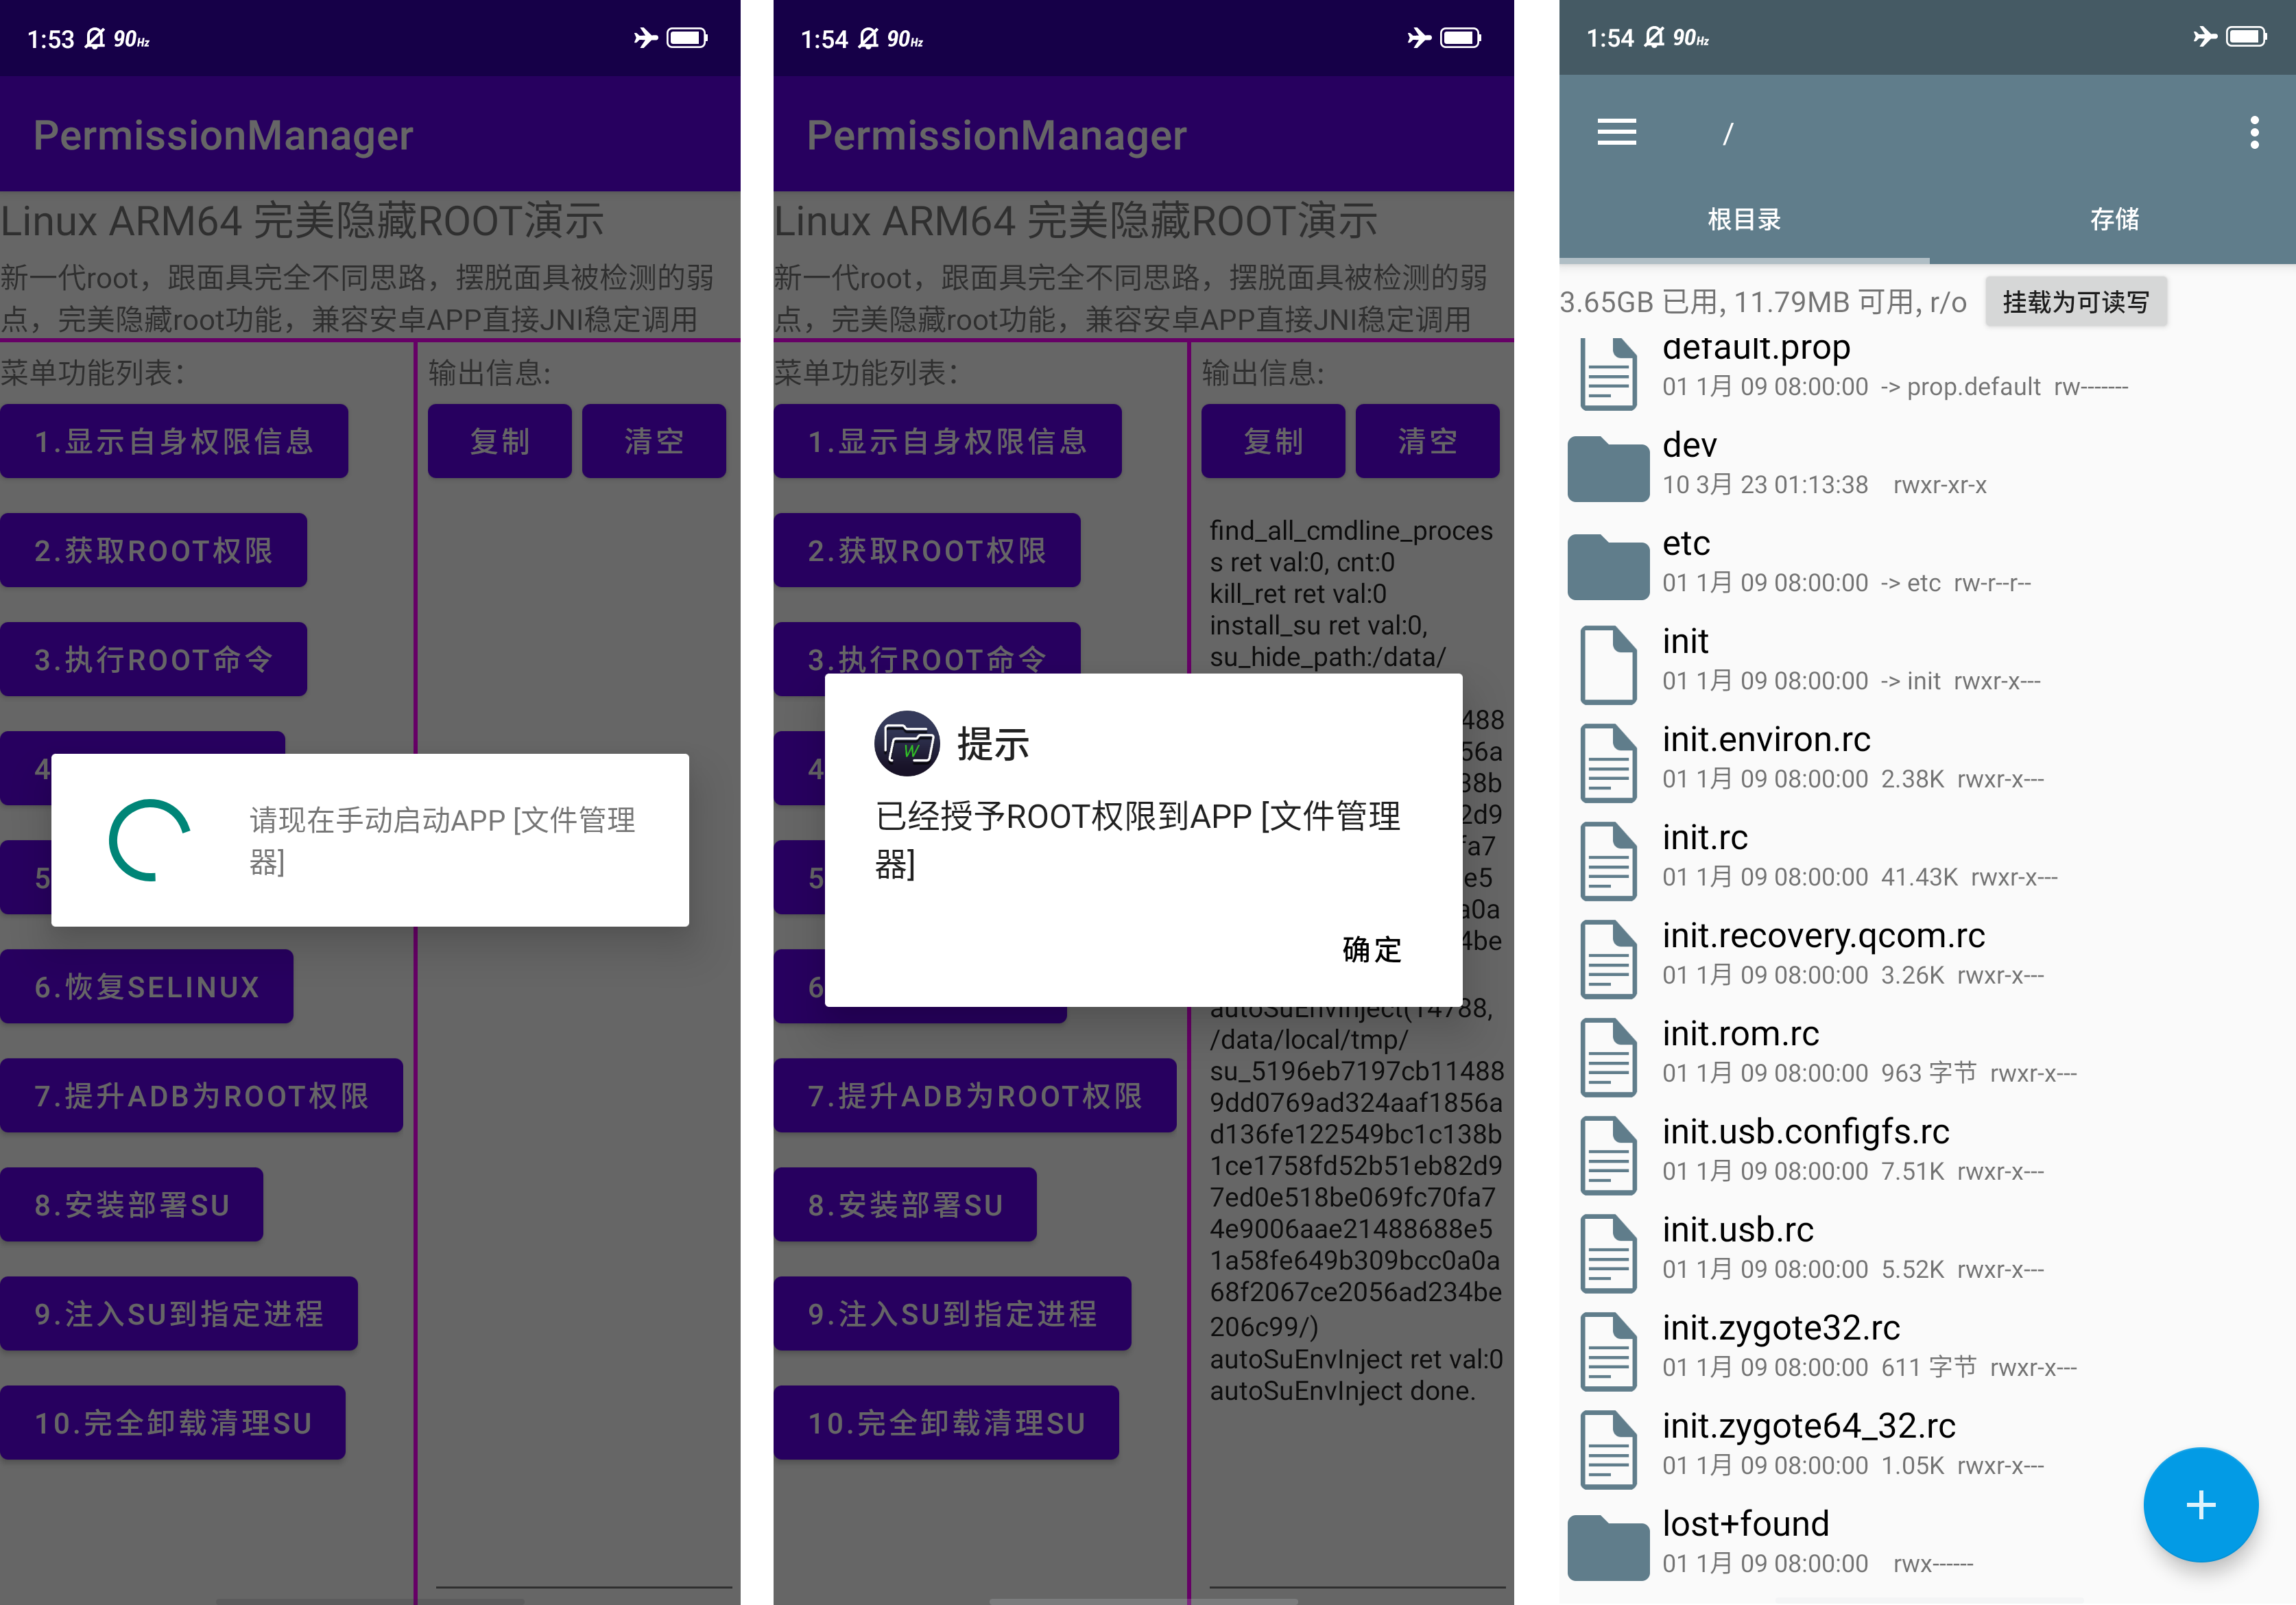 1:53 90Hz
PermissionManager
Linux ARM64 完美隐藏ROOT演示
新一代root，跟面具完全不同思路，摆脱面具被检测的弱
点，完美隐藏root功能，兼容安卓APP直接JNI稳定调用
菜单功能列表：
1.显示自身权限信息
2.获取ROOT权限
3.执行ROOT命令
4
5
6.恢复SELINUX
7.提升ADB为ROOT权限
8.安装部署SU
9.注入SU到指定进程
10.完全卸载清理SU
输出信息:
复制 清空
请现在手动启动APP [文件管理
器]
1:54 90Hz
PermissionManager
Linux ARM64 完美隐藏ROOT演示
新一代root，跟面具完全不同思路，摆脱面具被检测的弱
点，完美隐藏root功能，兼容安卓APP直接JNI稳定调用
菜单功能列表：
1.显示自身权限信息
2.获取ROOT权限
3.执行ROOT命令
4
5
6
7.提升ADB为ROOT权限
8.安装部署SU
9.注入SU到指定进程
10.完全卸载清理SU
输出信息:
复制 清空
find_all_cmdline_proces
s ret val:0, cnt:0
kill_ret ret val:0
install_su ret val:0,
su_hide_path:/data/
488
56a
38b
2d9
fa7
e5
a0a
4be
autoSuEnvInject(14788,
/data/local/tmp/
su_5196eb7197cb11488
9dd0769ad324aaf1856a
d136fe122549bc1c138b
1ce1758fd52b51eb82d9
7ed0e518be069fc70fa7
4e9006aae21488688e5
1a58fe649b309bcc0a0a
68f2067ce2056ad234be
206c99/)
autoSuEnvInject ret val:0
autoSuEnvInject done.
W
提示
已经授予ROOT权限到APP [文件管理
器]
确定
1:54 90Hz
/
根目录 存储
3.65GB 已用, 11.79MB 可用, r/o 挂载为可读写
default.prop
01 1月 09 08:00:00 -> prop.default rw-------
dev
10 3月 23 01:13:38 rwxr-xr-x
etc
01 1月 09 08:00:00 -> etc rw-r--r--
init
01 1月 09 08:00:00 -> init rwxr-x---
init.environ.rc
01 1月 09 08:00:00 2.38K rwxr-x---
init.rc
01 1月 09 08:00:00 41.43K rwxr-x---
init.recovery.qcom.rc
01 1月 09 08:00:00 3.26K rwxr-x---
init.rom.rc
01 1月 09 08:00:00 963 字节 rwxr-x---
init.usb.configfs.rc
01 1月 09 08:00:00 7.51K rwxr-x---
init.usb.rc
01 1月 09 08:00:00 5.52K rwxr-x---
init.zygote32.rc
01 1月 09 08:00:00 611 字节 rwxr-x---
init.zygote64_32.rc
01 1月 09 08:00:00 1.05K rwxr-x---
lost+found
01 1月 09 08:00:00 rwx------